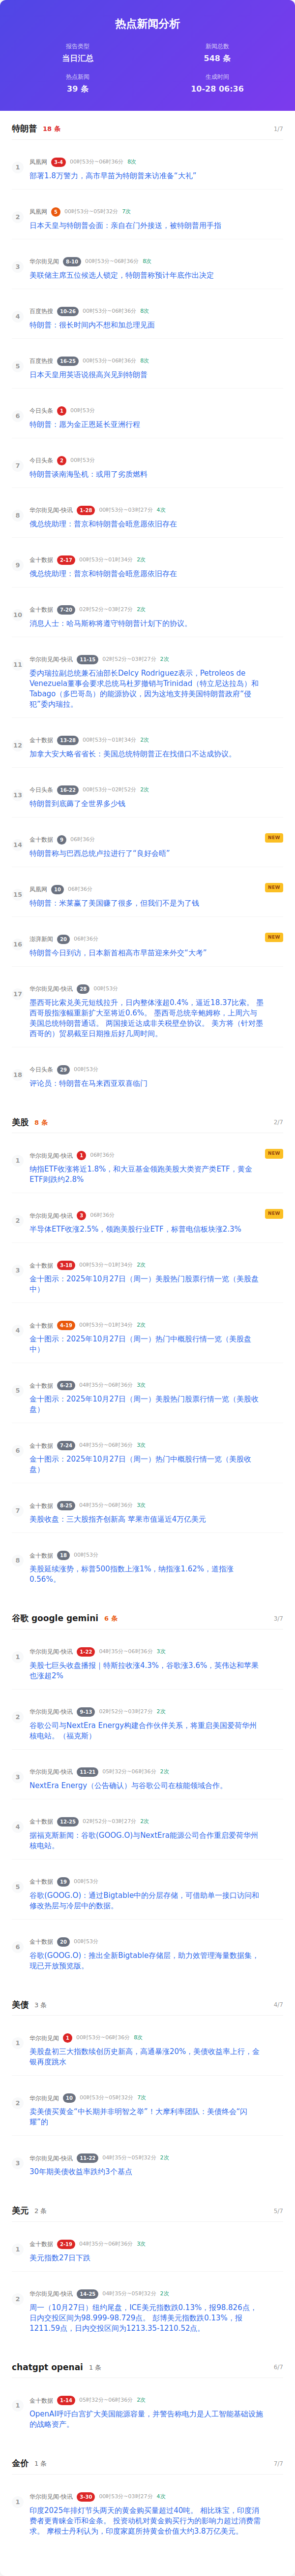 热点新闻分析
报告类型
新闻总数
当日汇总
548 条
热点新闻
生成时间
39 条
10-28 06:36
特朗普 18 条
1/7
1
凤凰网 3-4 00时53分~06时36分 8次
部署1.8万警力，高市早苗为特朗普来访准备“大礼”
2
凤凰网 5 00时53分~05时32分 7次
日本天皇与特朗普会面：亲自在门外接送，被特朗普用手指
3
华尔街见闻 8-10 00时53分~06时36分 8次
美联储主席五位候选人锁定，特朗普称预计年底作出决定
4
百度热搜 10-26 00时53分~06时36分 8次
特朗普：很长时间内不想和加总理见面
5
百度热搜 16-25 00时53分~06时36分 8次
日本天皇用英语说很高兴见到特朗普
6
今日头条 1 00时53分
特朗普：愿为金正恩延长亚洲行程
7
今日头条 2 00时53分
特朗普谈南海坠机：或用了劣质燃料
8
华尔街见闻-快讯 1-28 00时53分~03时27分 4次
俄总统助理：普京和特朗普会晤意愿依旧存在
9
金十数据 2-17 00时53分~01时34分 2次
俄总统助理：普京和特朗普会晤意愿依旧存在
10
金十数据 7-20 02时52分~03时27分 2次
消息人士：哈马斯称将遵守特朗普计划下的协议。
11
华尔街见闻-快讯 11-15 02时52分~03时27分 2次
委内瑞拉副总统兼石油部长Delcy Rodriguez表示，Petroleos de
Venezuela董事会要求总统马杜罗撤销与Trinidad（特立尼达拉岛）和
Tobago（多巴哥岛）的能源协议，因为这地支持美国特朗普政府“侵
犯”委内瑞拉。
12
金十数据 13-28 00时53分~01时34分 2次
加拿大安大略省省长：美国总统特朗普正在找借口不达成协议。
13
今日头条 16-22 00时53分~02时52分 2次
特朗普到底薅了全世界多少钱
14
金十数据 9 06时36分
NEW
特朗普称与巴西总统卢拉进行了“良好会晤”
15
凤凰网 10 06时36分
NEW
特朗普：米莱赢了美国赚了很多，但我们不是为了钱
16
澎湃新闻 20 06时36分
NEW
特朗普今日到访，日本新首相高市早苗迎来外交“大考”
17
华尔街见闻-快讯 28 00时53分
墨西哥比索兑美元短线拉升，日内整体涨超0.4%，逼近18.37比索。 墨
西哥股指涨幅重新扩大至将近0.6%。 墨西哥总统辛鲍姆称，上周六与
美国总统特朗普通话。 两国接近达成非关税壁垒协议。 美方将（针对墨
西哥的）贸易截至日期推后好几周时间。
18
今日头条 29 00时53分
评论员：特朗普在马来西亚双喜临门
美股 8 条
2/7
1
华尔街见闻-快讯 1 06时36分
NEW
纳指ETF收涨将近1.8%，和大豆基金领跑美股大类资产类ETF，黄金
ETF则跌约2.8%
2
华尔街见闻-快讯 3 06时36分
NEW
半导体ETF收涨2.5%，领跑美股行业ETF，标普电信板块涨2.3%
3
金十数据 3-18 00时53分~01时34分 2次
金十图示：2025年10月27日（周一）美股热门股票行情一览（美股盘
中）
4
金十数据 4-19 00时53分~01时34分 2次
金十图示：2025年10月27日（周一）热门中概股行情一览（美股盘
中）
5
金十数据 6-23 04时35分~06时36分 3次
金十图示：2025年10月27日（周一）美股热门股票行情一览（美股收
盘）
6
金十数据 7-24 04时35分~06时36分 3次
金十图示：2025年10月27日（周一）热门中概股行情一览（美股收
盘）
7
金十数据 8-25 04时35分~06时36分 3次
美股收盘：三大股指齐创新高 苹果市值逼近4万亿美元
8
金十数据 18 00时53分
美股延续涨势，标普500指数上涨1%，纳指涨1.62%，道指涨
0.56%。
谷歌 google gemini 6 条
3/7
1
华尔街见闻-快讯 1-22 04时35分~06时36分 3次
美股七巨头收盘播报｜特斯拉收涨4.3%，谷歌涨3.6%，英伟达和苹果
也涨超2%
2
华尔街见闻-快讯 9-13 02时52分~03时27分 2次
谷歌公司与NextEra Energy构建合作伙伴关系，将重启美国爱荷华州
核电站。（福克斯）
3
华尔街见闻-快讯 11-21 05时32分~06时36分 2次
NextEra Energy（公告确认）与谷歌公司在核能领域合作。
4
金十数据 12-25 02时52分~03时27分 2次
据福克斯新闻：谷歌(GOOG.O)与NextEra能源公司合作重启爱荷华州
核电站。
5
金十数据 19 00时53分
谷歌(GOOG.O)：通过Bigtable中的分层存储，可借助单一接口访问和
修改热层与冷层中的数据。
6
金十数据 20 00时53分
谷歌(GOOG.O)：推出全新Bigtable存储层，助力效管理海量数据集，
现已开放预览版。
美债 3 条
4/7
1
华尔街见闻 1 00时53分~06时36分 8次
美股盘初三大指数续创历史新高，高通暴涨20%，美债收益率上行，金
银再度跳水
2
华尔街见闻 10 00时53分~05时32分 7次
卖美债买黄金“中长期并非明智之举”！大摩利率团队：美债终会“闪
耀”的
3
华尔街见闻-快讯 11-22 04时35分~05时32分 2次
30年期美债收益率跌约3个基点
美元 2 条
5/7
1
金十数据 2-19 04时35分~06时36分 3次
美元指数27日下跌
2
华尔街见闻-快讯 14-25 04时35分~05时32分 2次
周一（10月27日）纽约尾盘，ICE美元指数跌0.13%，报98.826点，
日内交投区间为98.999-98.729点。 彭博美元指数跌0.13%，报
1211.59点，日内交投区间为1213.35-1210.52点。
chatgpt openai 1 条
6/7
1
金十数据 1-14 05时32分~06时36分 2次
OpenAI呼吁白宫扩大美国能源容量，并警告称电力是人工智能基础设施
的战略资产。
金价 1 条
7/7
1
华尔街见闻-快讯 3-30 00时53分~03时27分 4次
印度2025年排灯节头两天的黄金购买量超过40吨。 相比珠宝，印度消
费者更青睐金币和金条。 投资动机对黄金购买行为的影响力超过消费需
求。 摩根士丹利认为，印度家庭所持黄金价值大约3.8万亿美元。